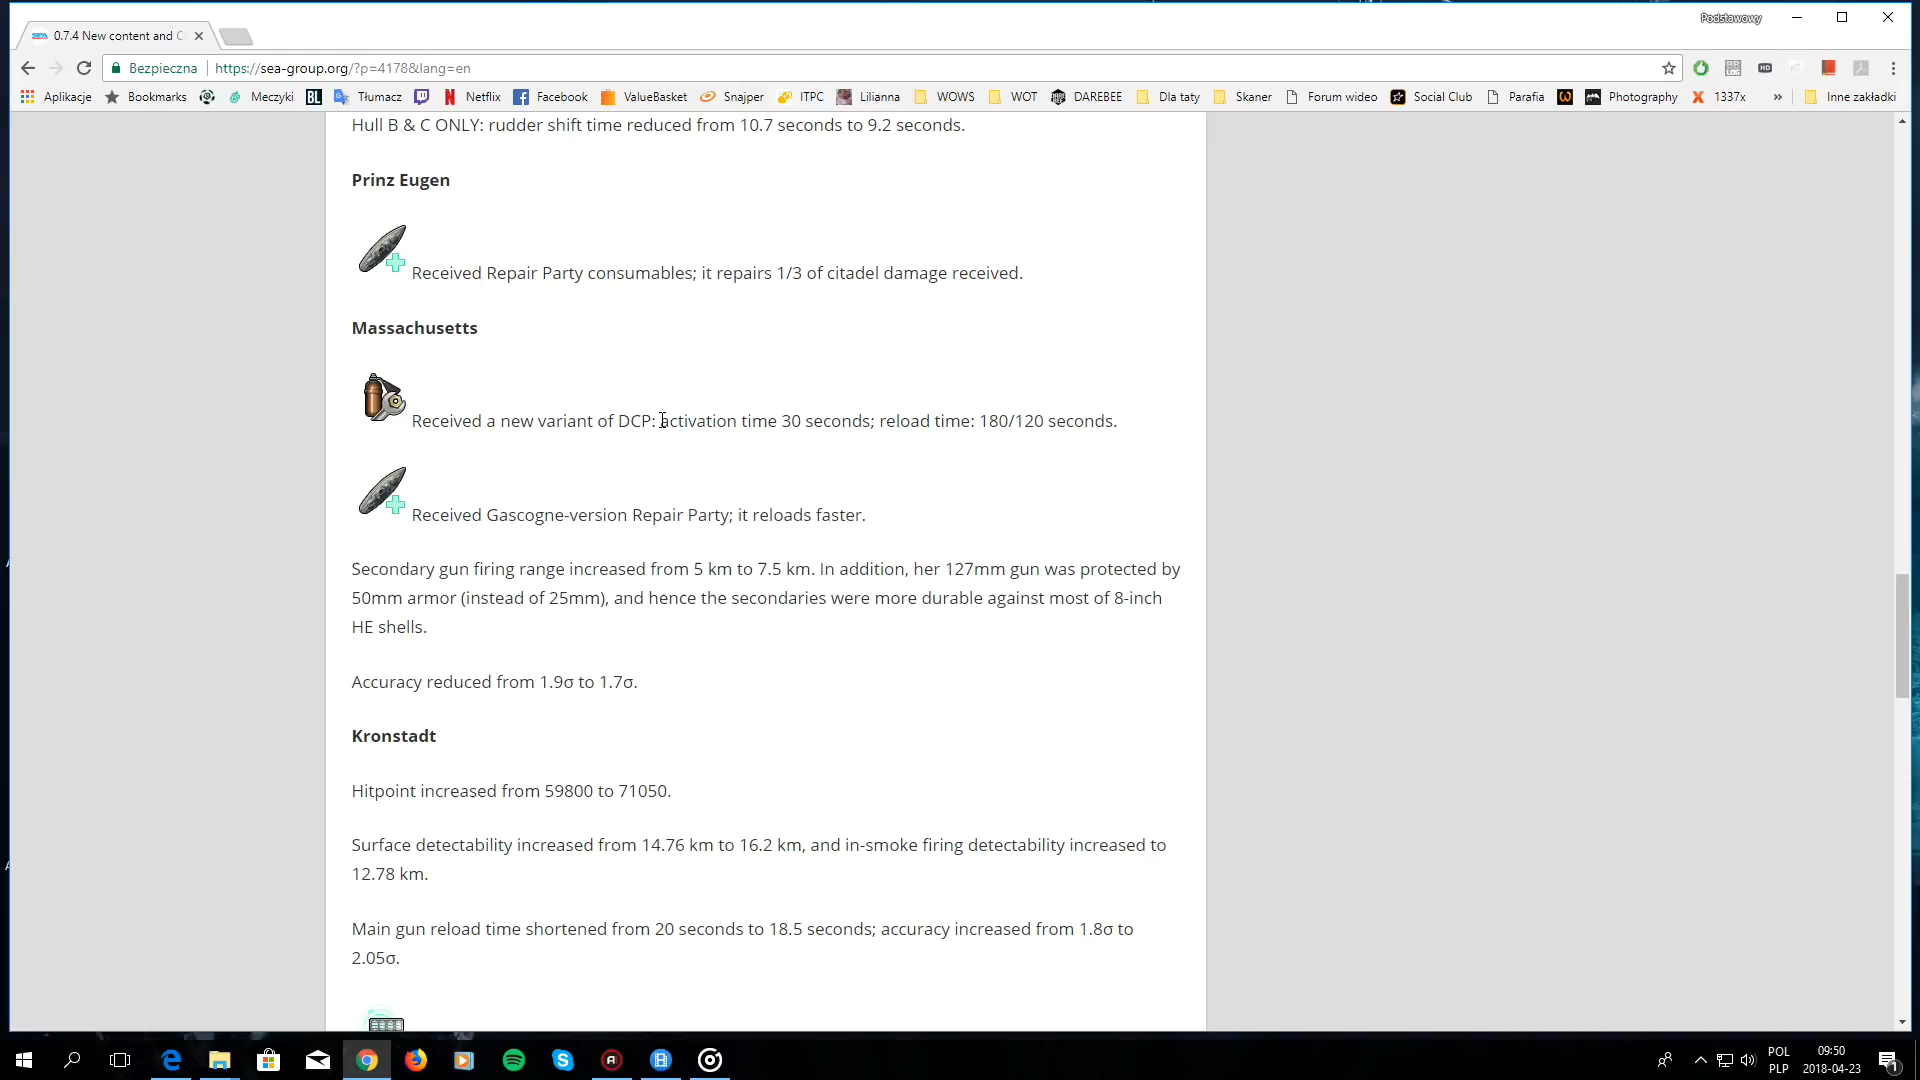 Podstawowy
0.7.4 New content and C
Bezpieczna https://sea-group.org/?p=4178&lang=en
HD
Aplikacje Bookmarks Meczyki BL Tłumacz Netflix Facebook ValueBasket Snajper ITPC Lilianna WOWS WOT DAREBEE Dla taty Skaner Forum wideo Social Club Parafia Photography 1337x » Inne zakładki
Hull B & C ONLY: rudder shift time reduced from 10.7 seconds to 9.2 seconds.
Prinz Eugen
Received Repair Party consumables; it repairs 1/3 of citadel damage received.
Massachusetts
Received a new variant of DCP: activation time 30 seconds; reload time: 180/120 seconds.
Received Gascogne-version Repair Party; it reloads faster.
Secondary gun firing range increased from 5 km to 7.5 km. In addition, her 127mm gun was protected by
50mm armor (instead of 25mm), and hence the secondaries were more durable against most of 8-inch
HE shells.
Accuracy reduced from 1.9σ to 1.7σ.
Kronstadt
Hitpoint increased from 59800 to 71050.
Surface detectability increased from 14.76 km to 16.2 km, and in-smoke firing detectability increased to
12.78 km.
Main gun reload time shortened from 20 seconds to 18.5 seconds; accuracy increased from 1.8σ to
2.05σ.
POL 09:50
PLP 2018-04-23 1